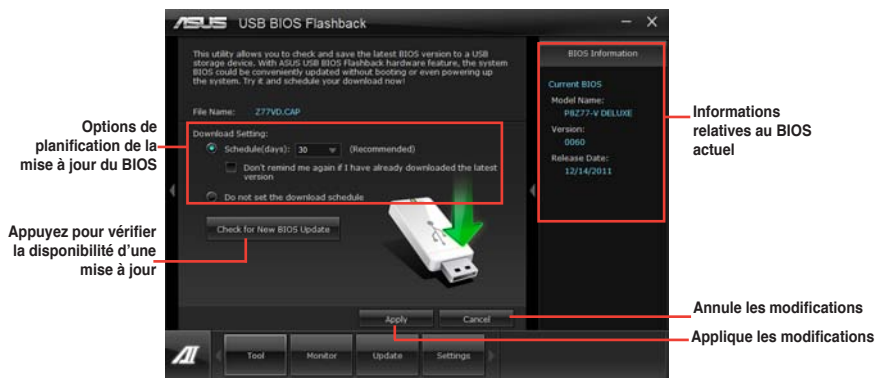 ASUS USB BIOS Flashback
This utility allows you to check and save the latest BIOS version to a USB
storage device. With ASUS USB BIOS Flashback hardware feature, the system
BIOS could be conveniently updated without booting or even powering up
the system. Try it and schedule your download now!
File Name: Z77VD.CAP
Download Setting:
Schedule(days): 30 (Recommended)
Don't remind me again if I have already downloaded the latest
version
Do not set the download schedule
Check for New BIOS Update
Apply Cancel
Tool Monitor Update Settings
BIOS Information
Current BIOS
Model Name:
P8Z77-V DELUXE
Version:
0060
Release Date:
12/14/2011
Options de
planification de la
mise à jour du BIOS
Appuyez pour vérifier
la disponibilité d'une
mise à jour
Informations
relatives au BIOS
actuel
Annule les modifications
Applique les modifications